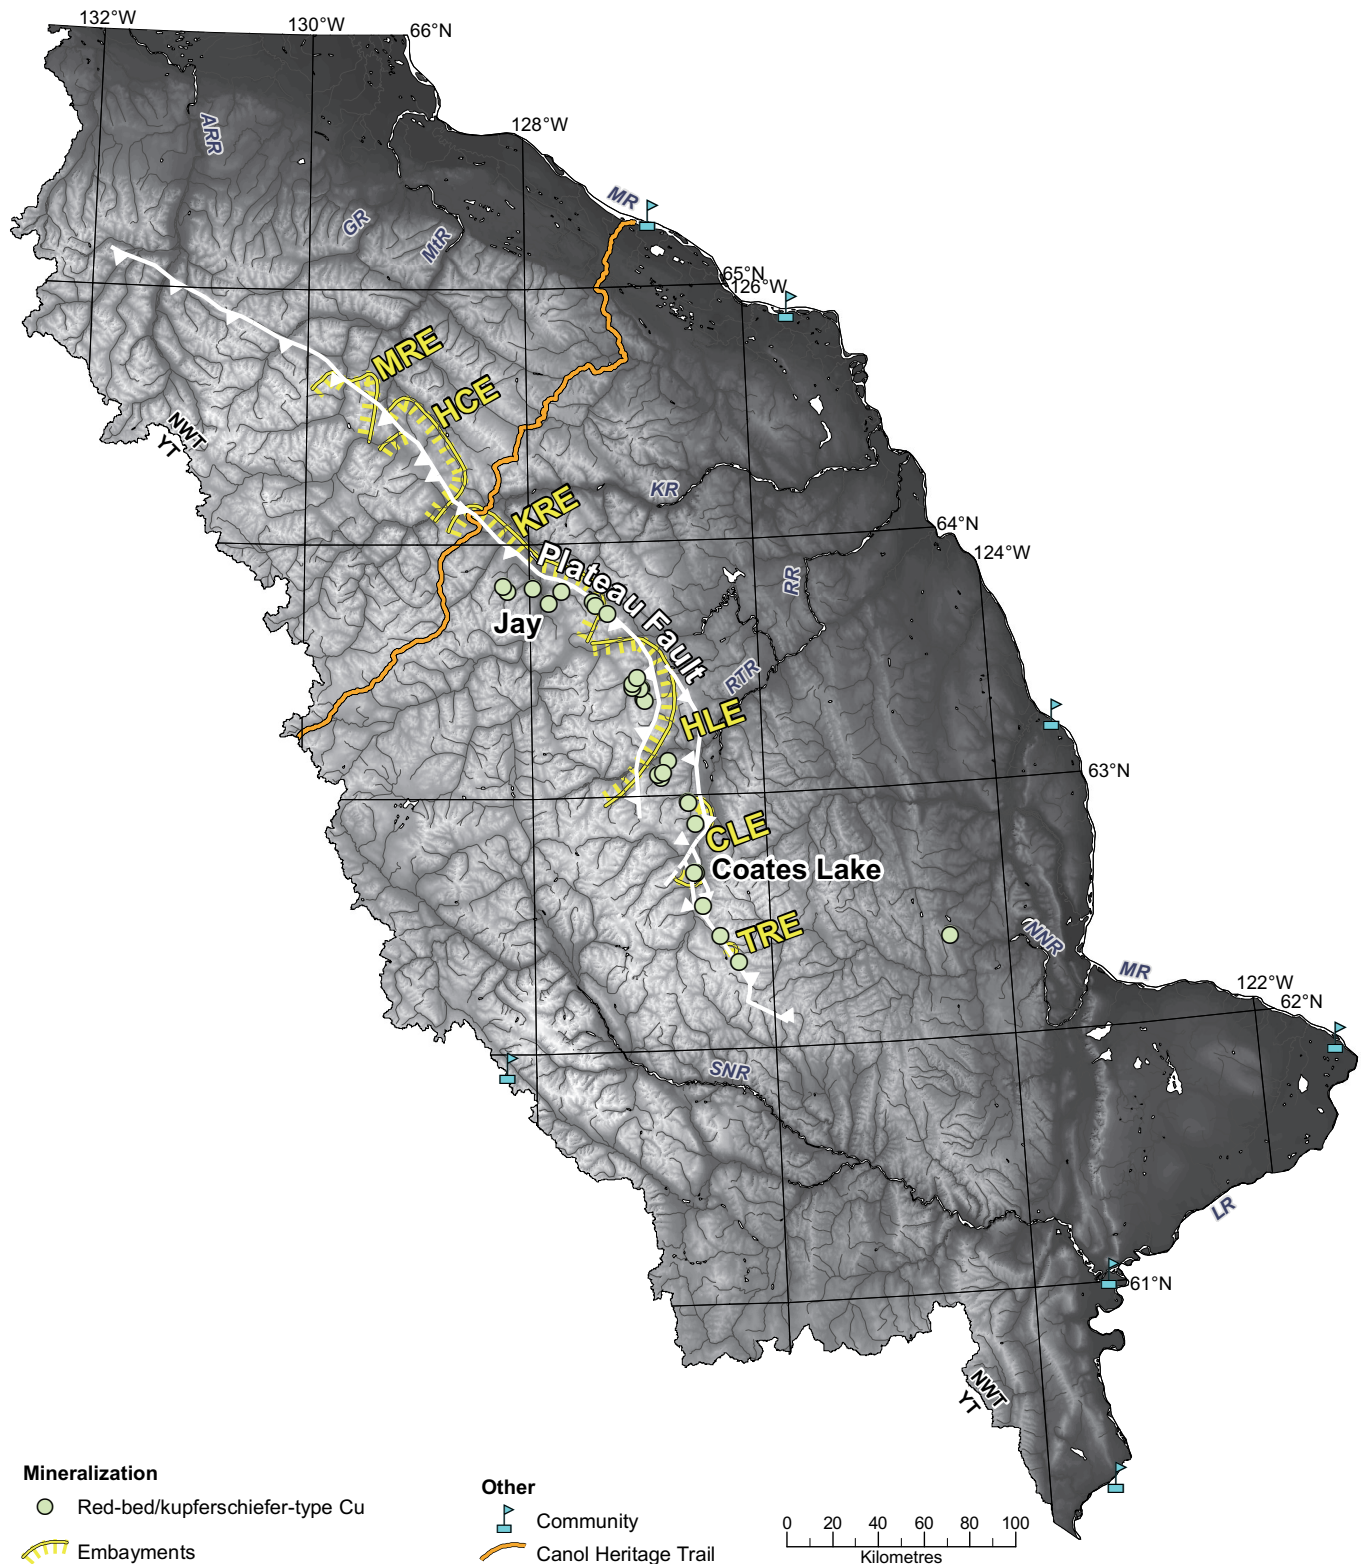 132°W
130°W
66°N
ARR
128°W
MR
GR
MtR
65°N
126°W
MRE
HCE
NWT
YT
KR
KRE
64°N
124°W
Plateau Fault
RR
Jay
RTR
HLE
63°N
CLE
Coates Lake
TRE
NNR
MR
122°W
62°N
SNR
LR
61°N
NWT
YT
Mineralization
Red-bed/kupferschiefer-type Cu
Embayments
Other
Community
Canol Heritage Trail
0 20 40 60 80 100
Kilometres